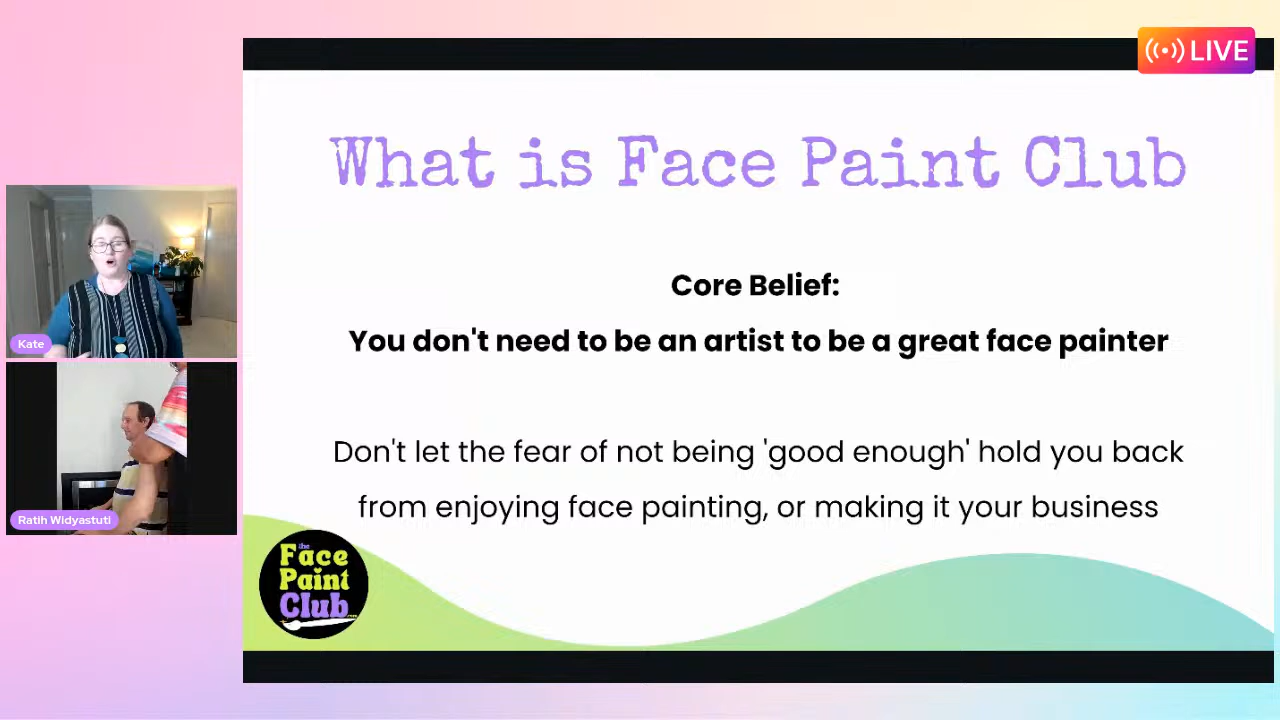 LIVE
What is Face Paint Club
Core Belief:
You don't need to be an artist to be a great face painter
Don't let the fear of not being 'good enough' hold you back
from enjoying face painting, or making it your business
Kate
Ratih Widyastuti
the
Face
Paint
Club